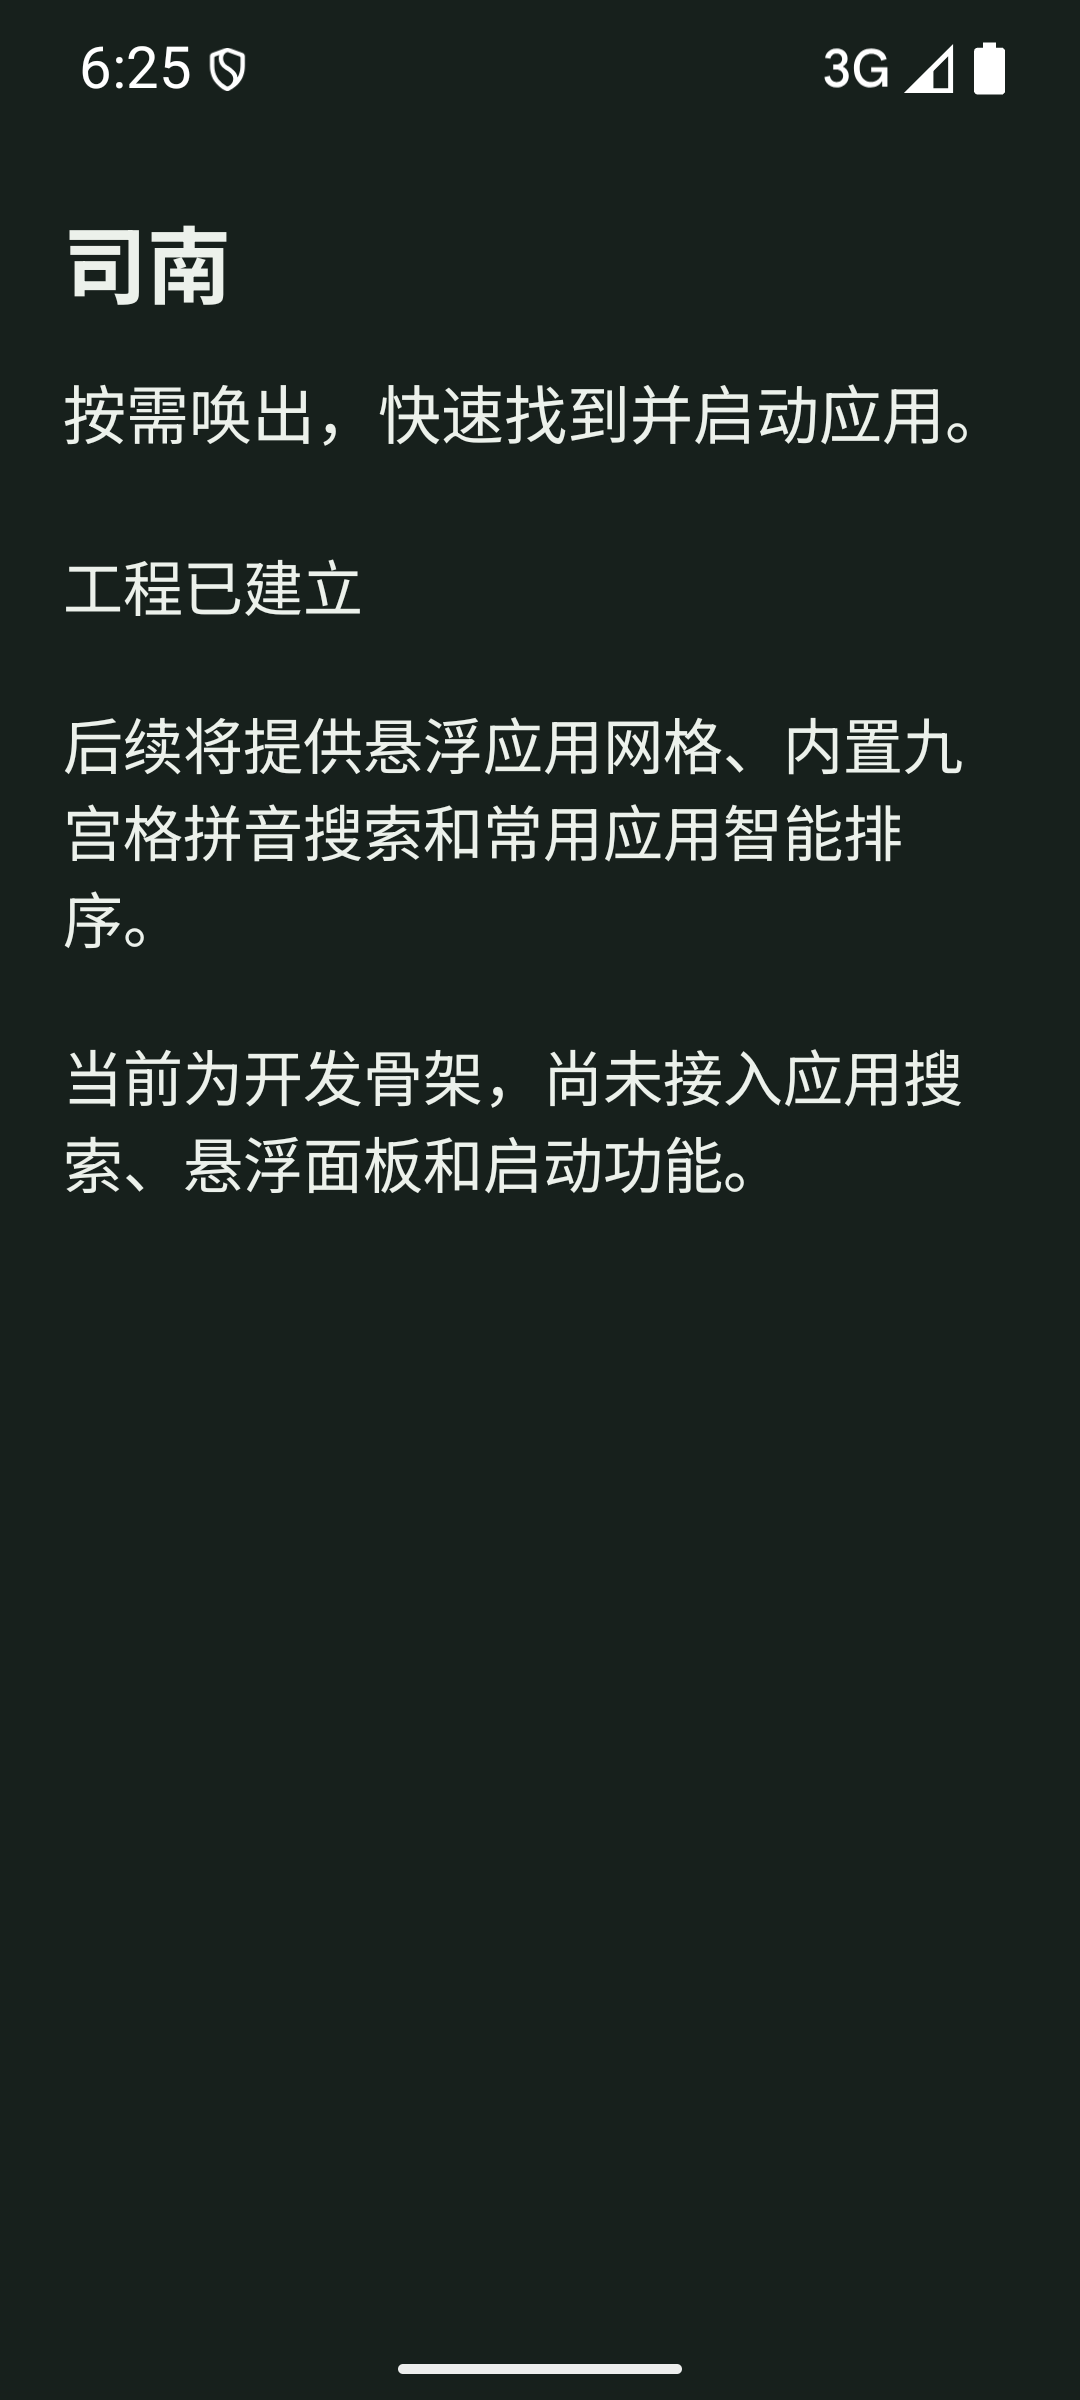 6:25
3G
司南
按需唤出，快速找到并启动应用。
工程已建立
后续将提供悬浮应用网格、内置九
宫格拼音搜索和常用应用智能排
序。
当前为开发骨架，尚未接入应用搜
索、悬浮面板和启动功能。